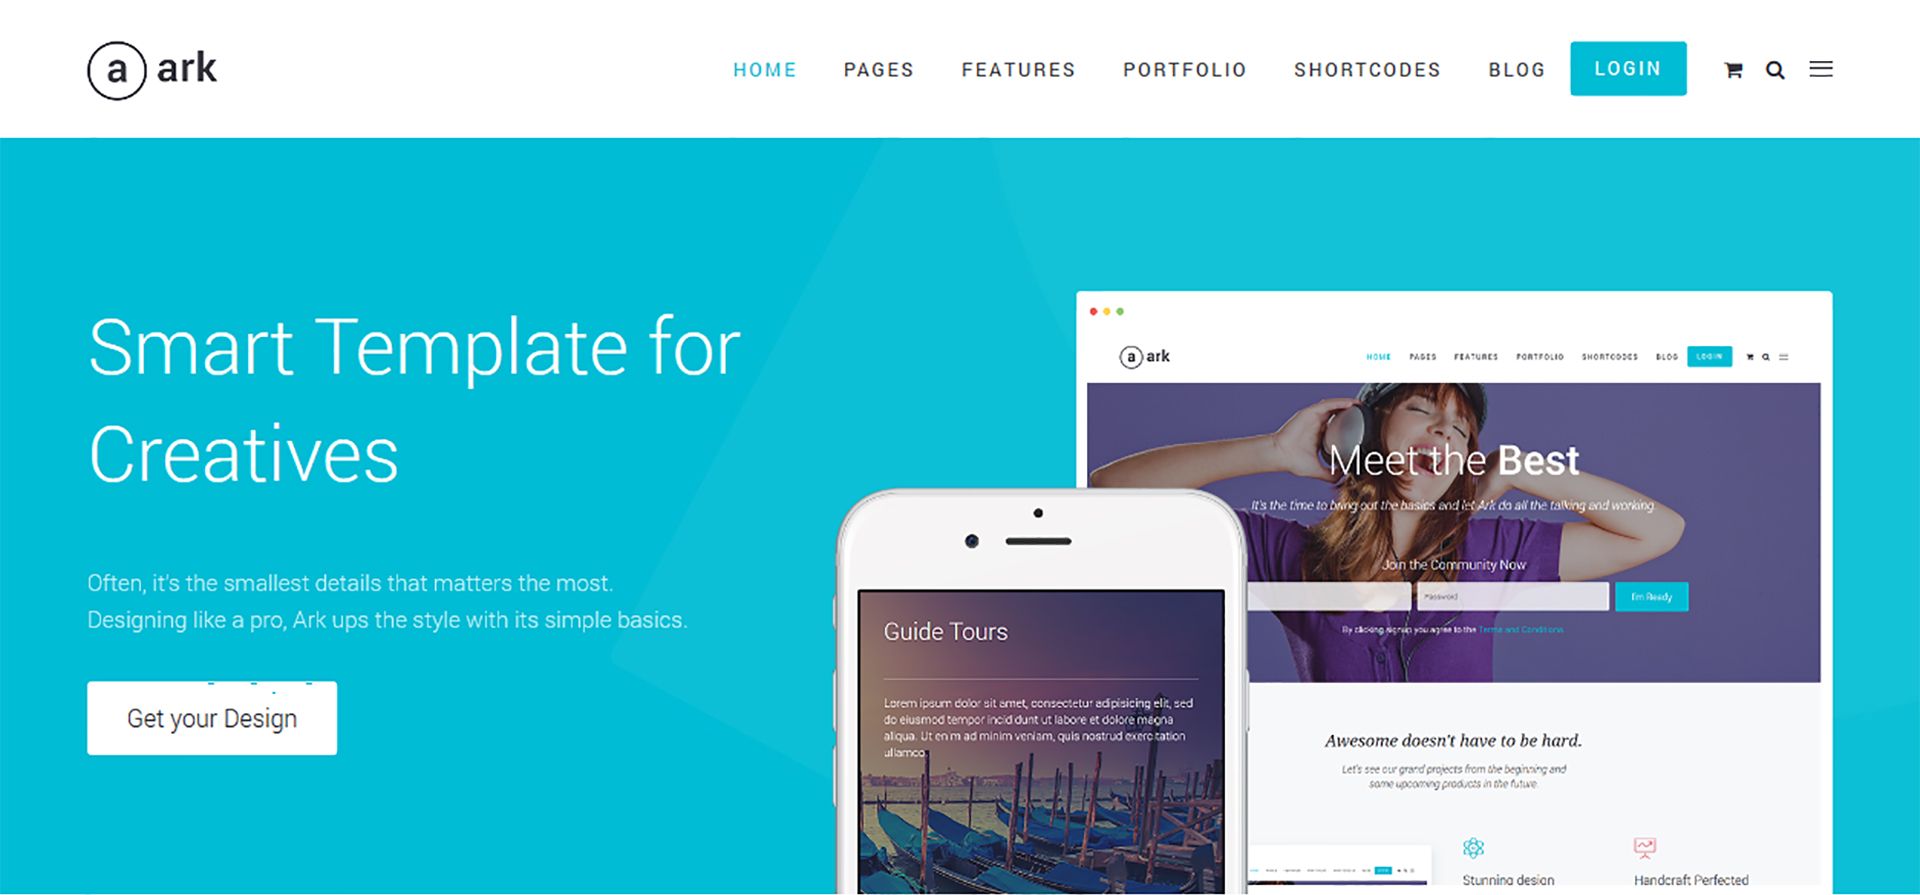 a ark
HOME PAGES FEATURES PORTFOLIO SHORTCODES BLOG LOGIN
Smart Template for
Creatives
Often, it's the smallest details that matters the most.
Designing like a pro, Ark ups the style with its simple basics.
Get your Design
Guide Tours
Lorem ipsum dolor sit amet, consectetur adipisicing elit, sed
do eiusmod tempor incid dunt ut labore et dolore magna
aliqua. Ut enim ad minim veniam, quis nostrud exercitation
ullamco.
a ark
HOME PAGES FEATURES PORTFOLIO SHORTCODES BLOG LOGIN
Meet the Best
It's the time to bring out the basics and let Ark do all the talking and working.
Join the Community Now
Password
I'm Ready
By clicking signup you agree to the Terms and Conditions
Awesome doesn't have to be hard.
Let's see our grand projects from the beginning and
some upcoming products in the future.
Stunning design
Handcraft Perfected